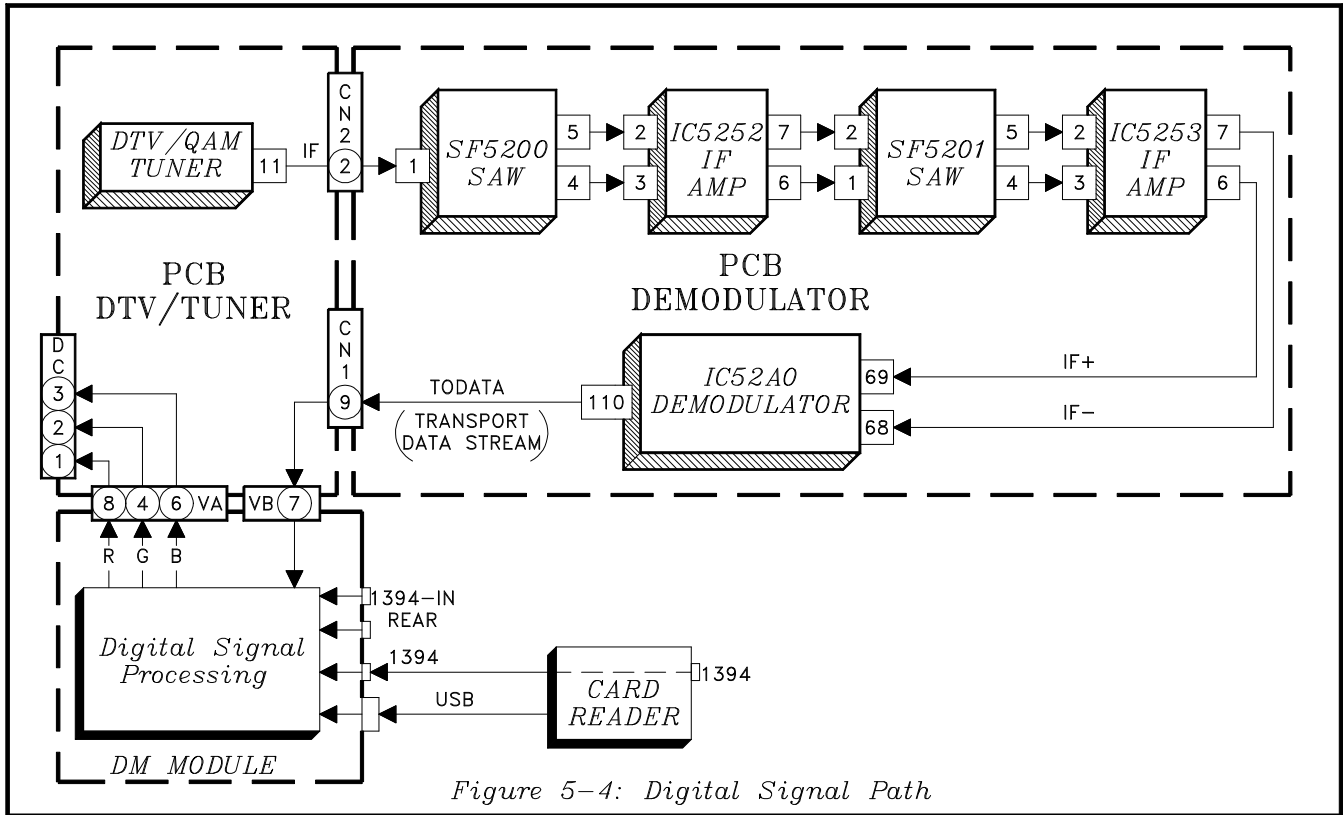 DTV/QAM
TUNER
11
IF
CN2
2
1
SF5200
SAW
5
4
2
3
IC5252
IF
AMP
7
6
2
1
SF5201
SAW
5
4
2
3
IC5253
IF
AMP
7
6
PCB
DTV/TUNER
PCB
DEMODULATOR
DC
3
2
1
CN1
9
TODATA
(TRANSPORT
DATA STREAM)
110
IC52A0
DEMODULATOR
69
68
IF+
IF-
8
4
6
VA
VB
7
R
G
B
Digital Signal
Processing
1394-IN
REAR
1394
USB
CARD
READER
1394
DM MODULE
Figure 5-4: Digital Signal Path